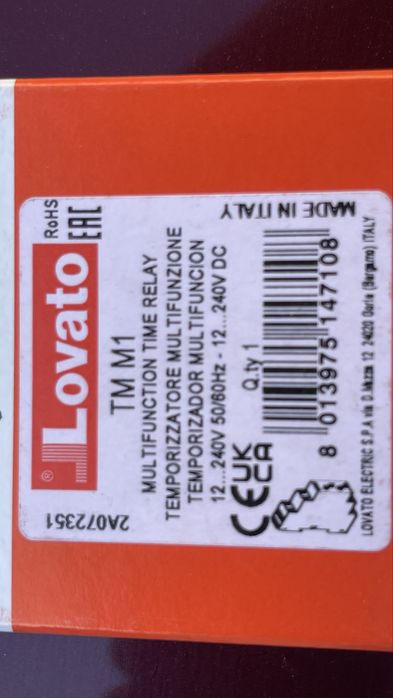 Lovato
®
RoHS
EAC
TM M1
MULTIFUNCTION TIME RELAY
TEMPORIZZATORE MULTIFUNZIONE
TEMPORIZADOR MULTIFUNCION
12....240V 50/60Hz - 12....240V DC
Q.ty 1
CE UK CA
8 013975 147108
LOVATO ELECTRIC S.P.A via D.Mazza 12 24020 Gorle (Bergamo) ITALY
2A072351
MADE IN ITALY